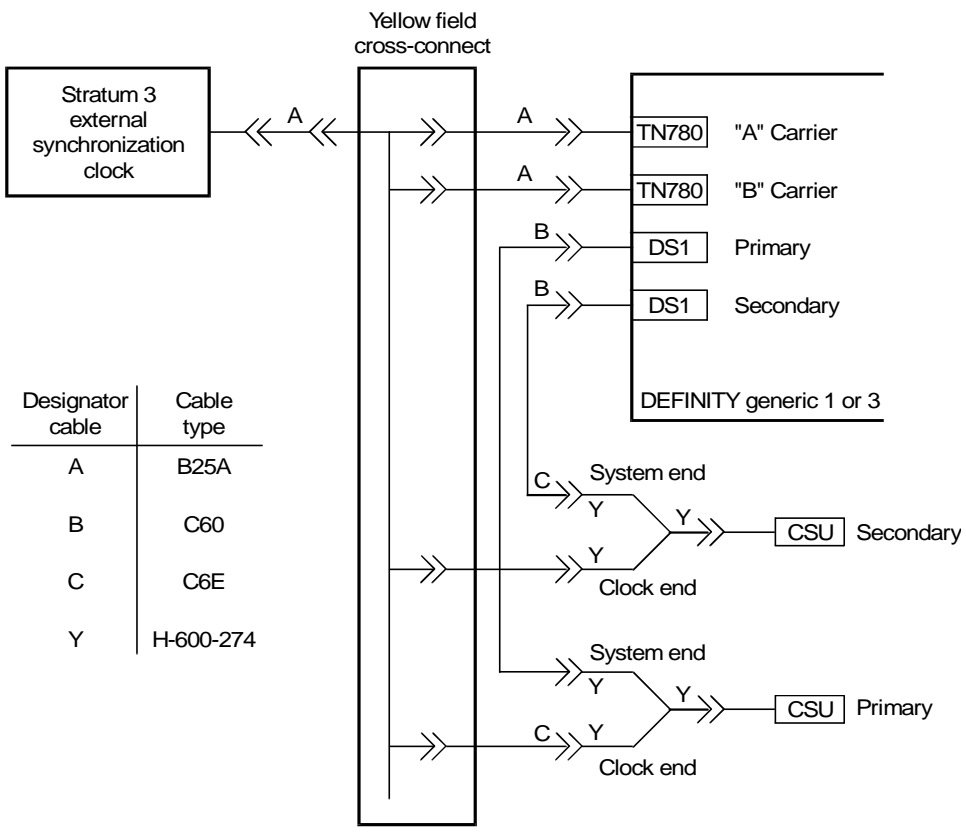 Yellow field
cross-connect
Stratum 3
external
synchronization
clock
A
A
TN780
"A" Carrier
A
TN780
"B" Carrier
B
DS1
Primary
B
DS1
Secondary
DEFINITY generic 1 or 3
Designator
cable
Cable
type
A
B25A
B
C60
C
C6E
Y
H-600-274
C
System end
Y
Y
CSU
Secondary
Y
Clock end
System end
Y
Y
CSU
Primary
C
Y
Clock end